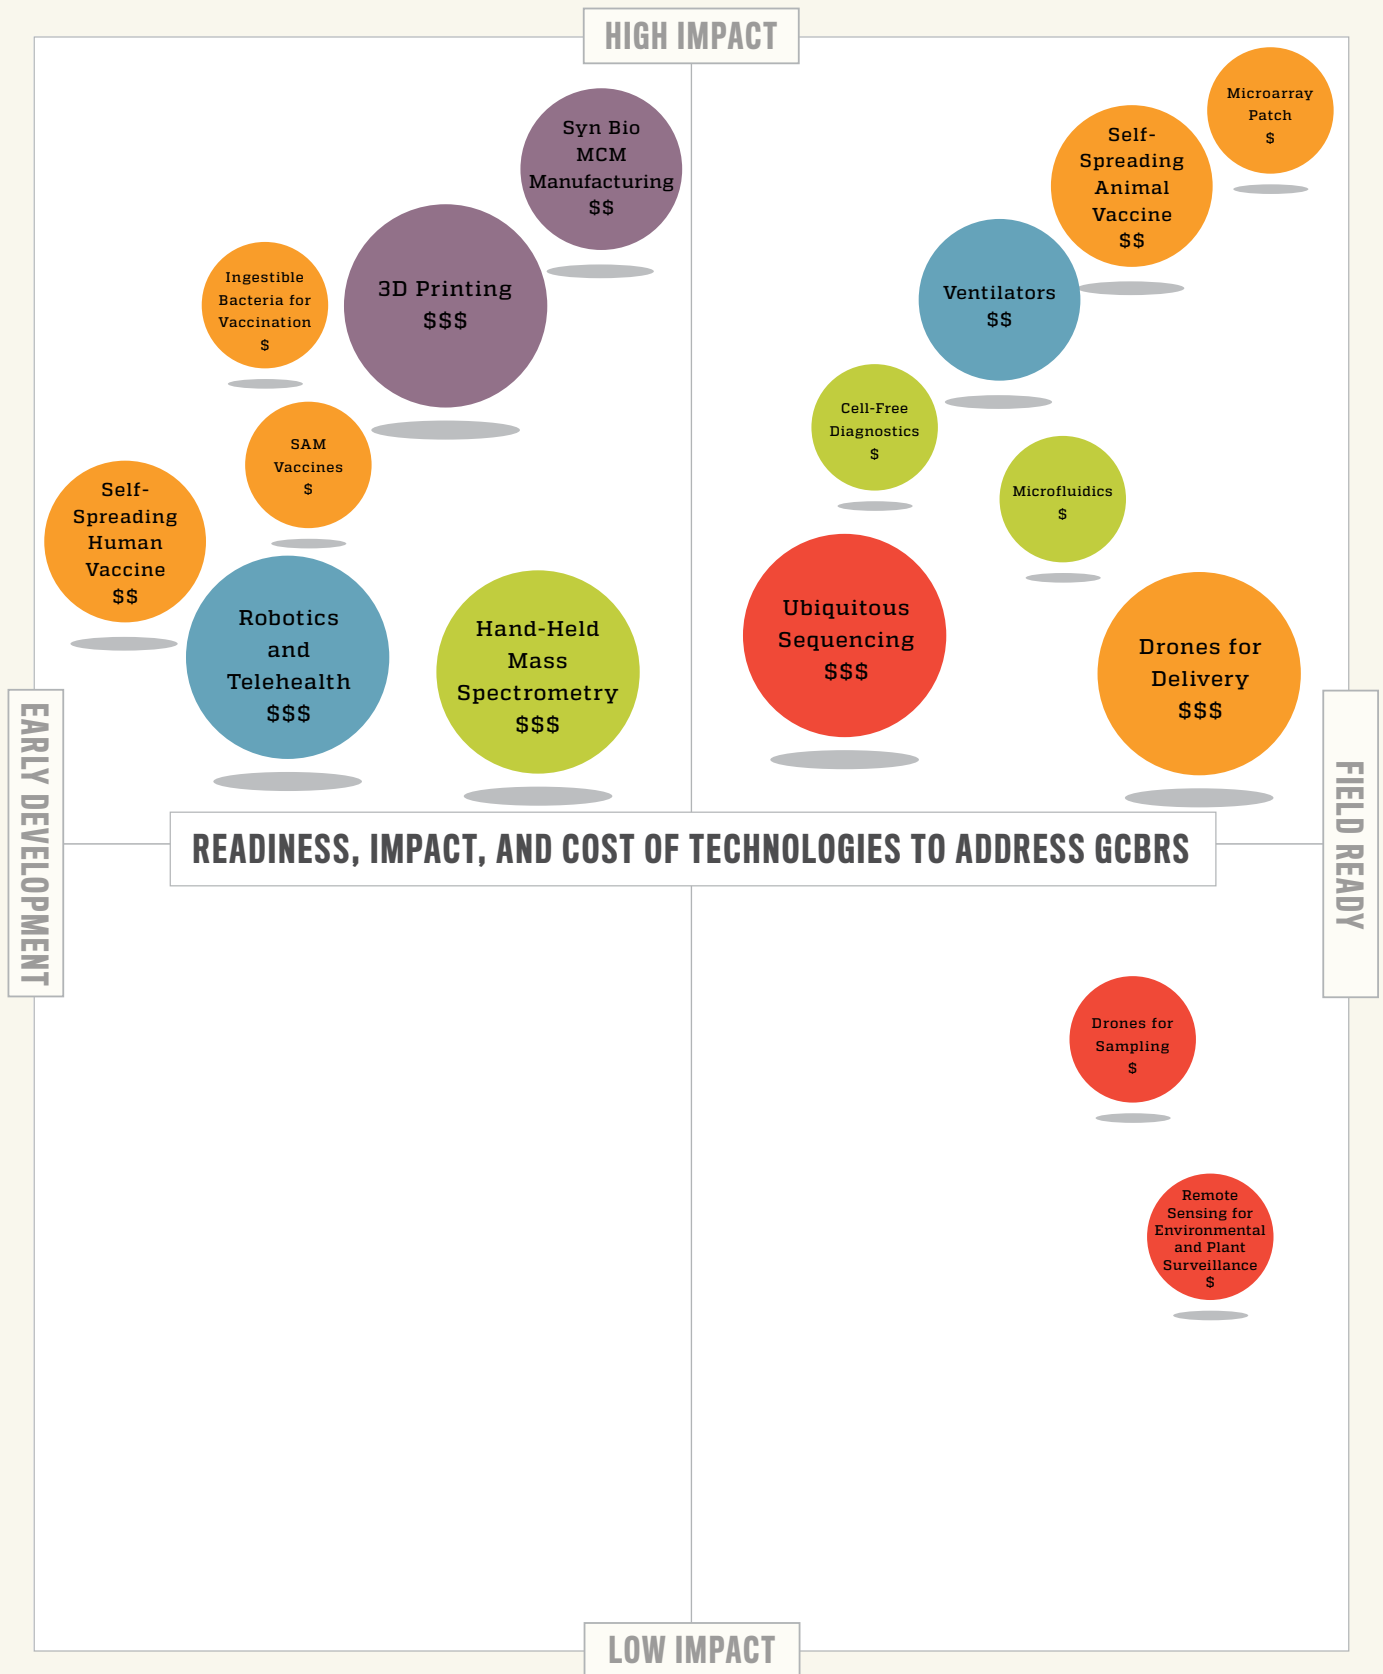 HIGH IMPACT
Microarray
Patch
$
Syn Bio
MCM
Manufacturing
$$
Self-
Spreading
Animal
Vaccine
$$
Ingestible
Bacteria for
Vaccination
$
3D Printing
$$$
Ventilators
$$
SAM
Vaccines
$
Cell-Free
Diagnostics
$
Self-
Spreading
Human
Vaccine
$$
Microfluidics
$
Robotics
and
Telehealth
$$$
Hand-Held
Mass
Spectrometry
$$$
Ubiquitous
Sequencing
$$$
Drones for
Delivery
$$$
EARLY DEVELOPMENT
READINESS, IMPACT, AND COST OF TECHNOLOGIES TO ADDRESS GCBRS
FIELD READY
Drones for
Sampling
$
Remote
Sensing for
Environmental
and Plant
Surveillance
$
LOW IMPACT